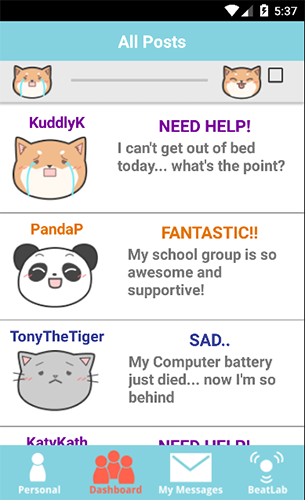 5:37
All Posts
KuddlyK
NEED HELP!
I can't get out of bed
today... what's the point?
PandaP
FANTASTIC!!
My school group is so
awesome and
supportive!
TonyTheTiger
SAD..
My Computer battery
just died... now I'm so
behind
KatyKath
NEED HELP!
Personal
Dashboard
My Messages
BeatLab